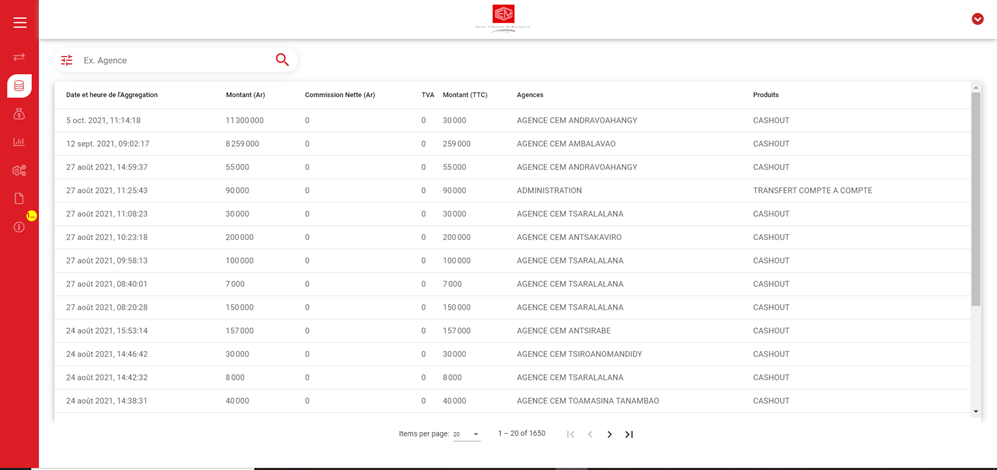 CEM
Ex. Agence
Date et heure de l'Aggregation Montant (Ar) Commission Nette (Ar) TVA Montant (TTC) Agences Produits
5 oct. 2021, 11:14:18 11 300 000 0 0 30 000 AGENCE CEM ANDRAVOAHANGY CASHOUT
12 sept. 2021, 09:02:17 8 259 000 0 0 259 000 AGENCE CEM AMBALAVAO CASHOUT
27 août 2021, 14:59:37 55 000 0 0 55 000 AGENCE CEM ANDRAVOAHANGY CASHOUT
27 août 2021, 11:25:43 90 000 0 0 90 000 ADMINISTRATION TRANSFERT COMPTE A COMPTE
27 août 2021, 11:08:23 30 000 0 0 30 000 AGENCE CEM TSARALALANA CASHOUT
27 août 2021, 10:23:18 200 000 0 0 200 000 AGENCE CEM ANTSAKAVIRO CASHOUT
27 août 2021, 09:58:13 100 000 0 0 100 000 AGENCE CEM TSARALALANA CASHOUT
27 août 2021, 08:40:01 7 000 0 0 7 000 AGENCE CEM TSARALALANA CASHOUT
27 août 2021, 08:20:28 150 000 0 0 150 000 AGENCE CEM TSARALALANA CASHOUT
24 août 2021, 15:53:14 157 000 0 0 157 000 AGENCE CEM ANTSIRABE CASHOUT
24 août 2021, 14:46:42 30 000 0 0 30 000 AGENCE CEM TSIROANOMANDIDY CASHOUT
24 août 2021, 14:42:32 8 000 0 0 8 000 AGENCE CEM TSARALALANA CASHOUT
24 août 2021, 14:38:31 40 000 0 0 40 000 AGENCE CEM TOAMASINA TANAMBAO CASHOUT
Items per page: 20 1 – 20 of 1650